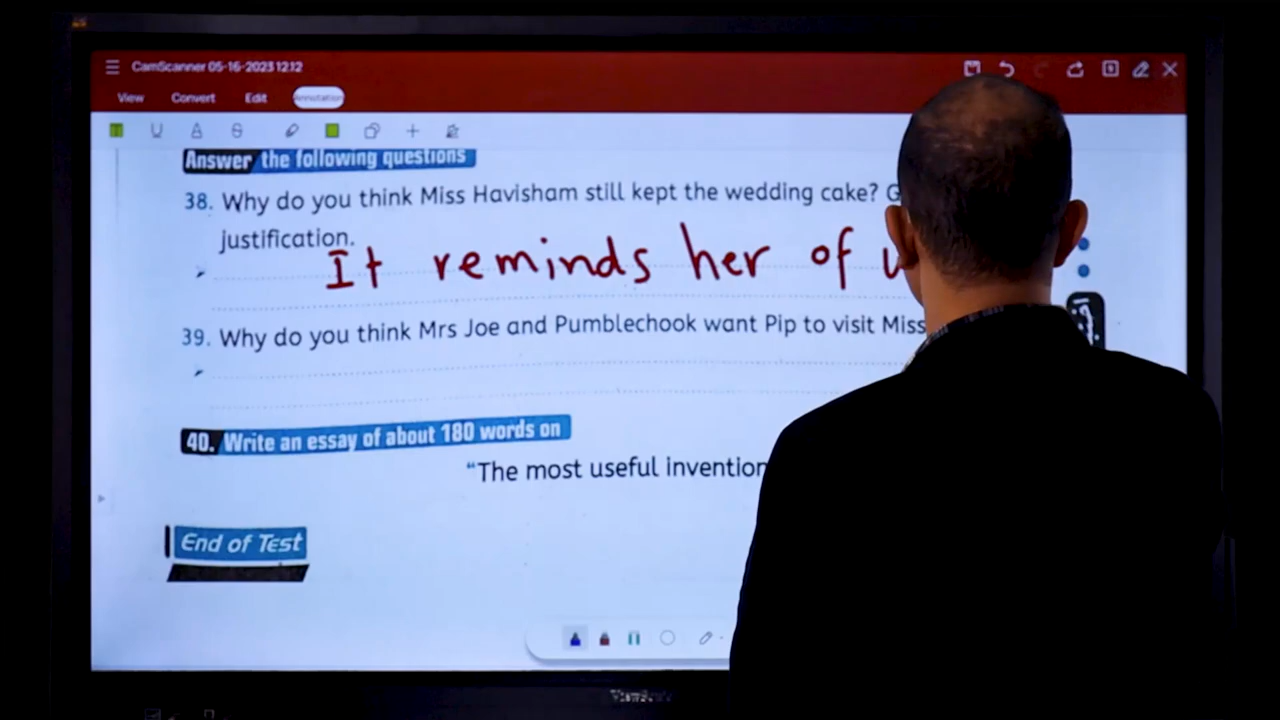 CamScanner 05-16-2023 12.12
View Convert Edit Annotation
Answer the following questions
38. Why do you think Miss Havisham still kept the wedding cake? G
justification.
It reminds her of
39. Why do you think Mrs Joe and Pumblechook want Pip to visit Miss
40. Write an essay of about 180 words on
"The most useful invention
End of Test
ViewSonic